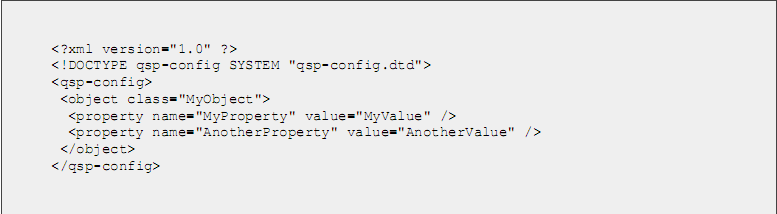 <?xml version="1.0" ?>
<!DOCTYPE qsp-config SYSTEM "qsp-config.dtd">
<qsp-config>
<object class="MyObject">
<property name="MyProperty" value="MyValue" />
<property name="AnotherProperty" value="AnotherValue" />
</object>
</qsp-config>